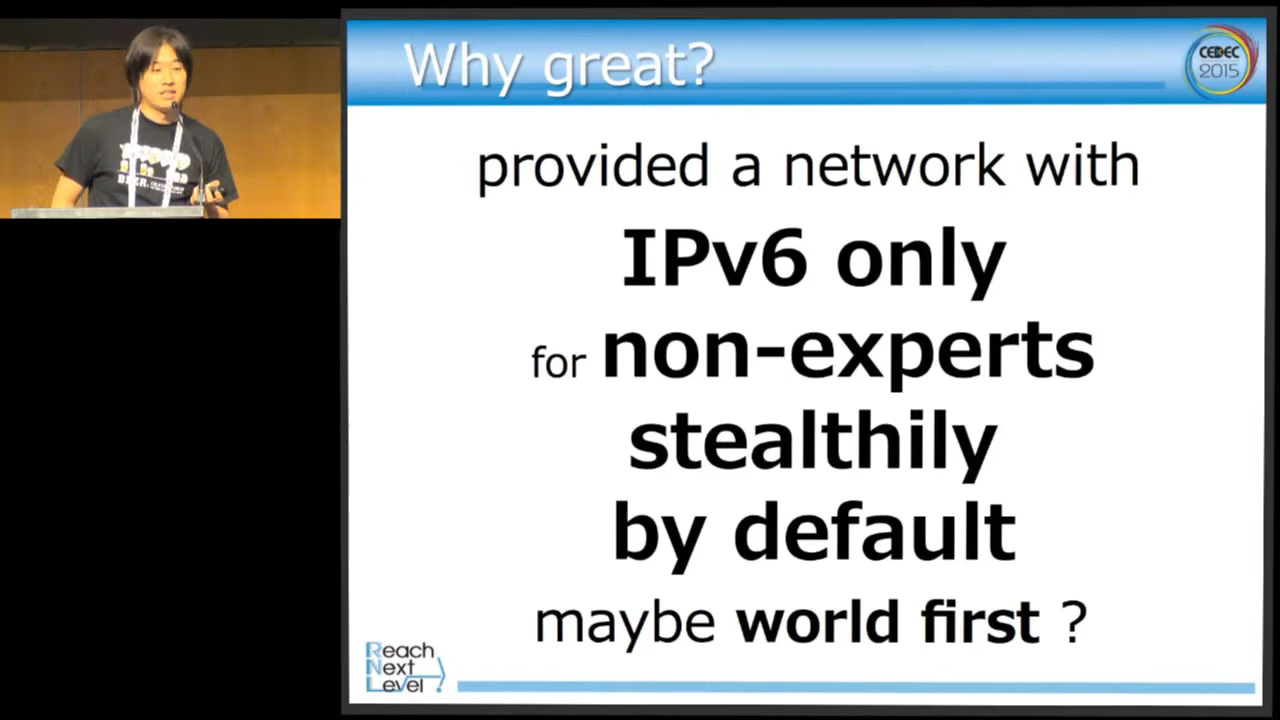 Why great?
CEDEC
2015
provided a network with
IPv6 only
for non-experts
stealthily
by default
maybe world first ?
Reach
Next
Level